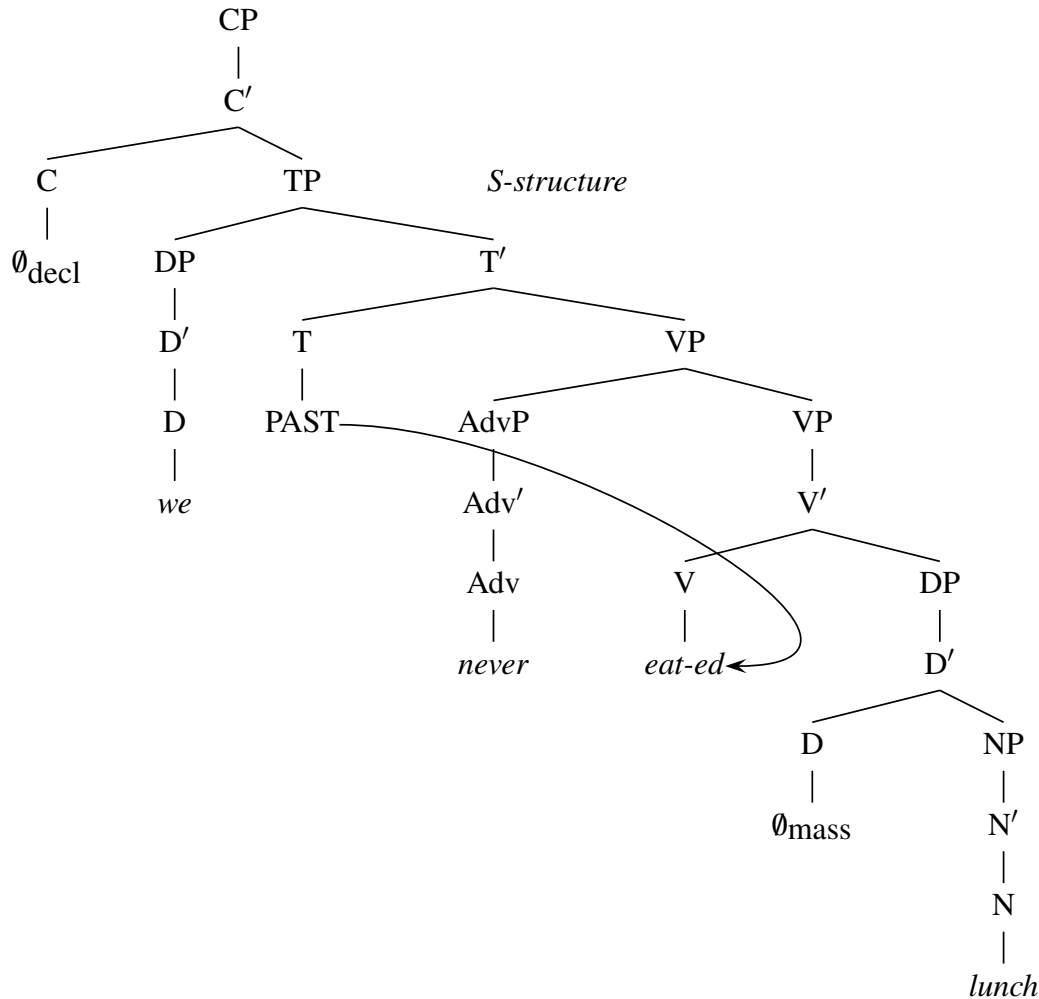 CP
C′
C TP S-structure
∅decl DP T′
D′ T VP
D PAST AdvP VP
we Adv′ V′
Adv V DP
never eat-ed D′
D NP
∅mass N′
N
lunch